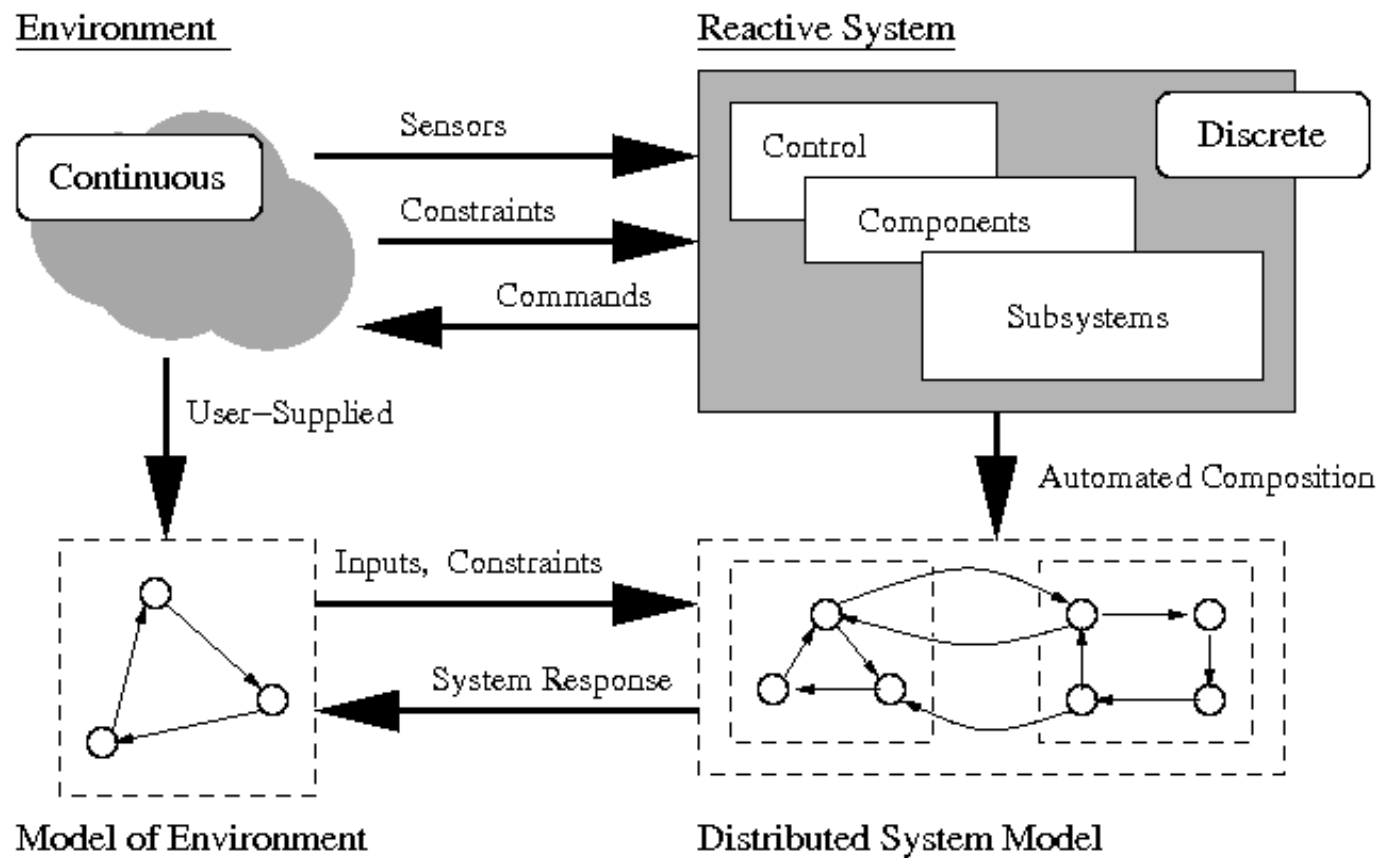 Environment
Reactive System
Sensors
Control
Discrete
Continuous
Constraints
Components
Commands
Subsystems
User-Supplied
Automated Composition
Inputs, Constraints
System Response
Model of Environment
Distributed System Model